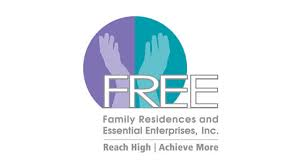 FREE
Family Residences and
Essential Enterprises, Inc.
Reach High | Achieve More